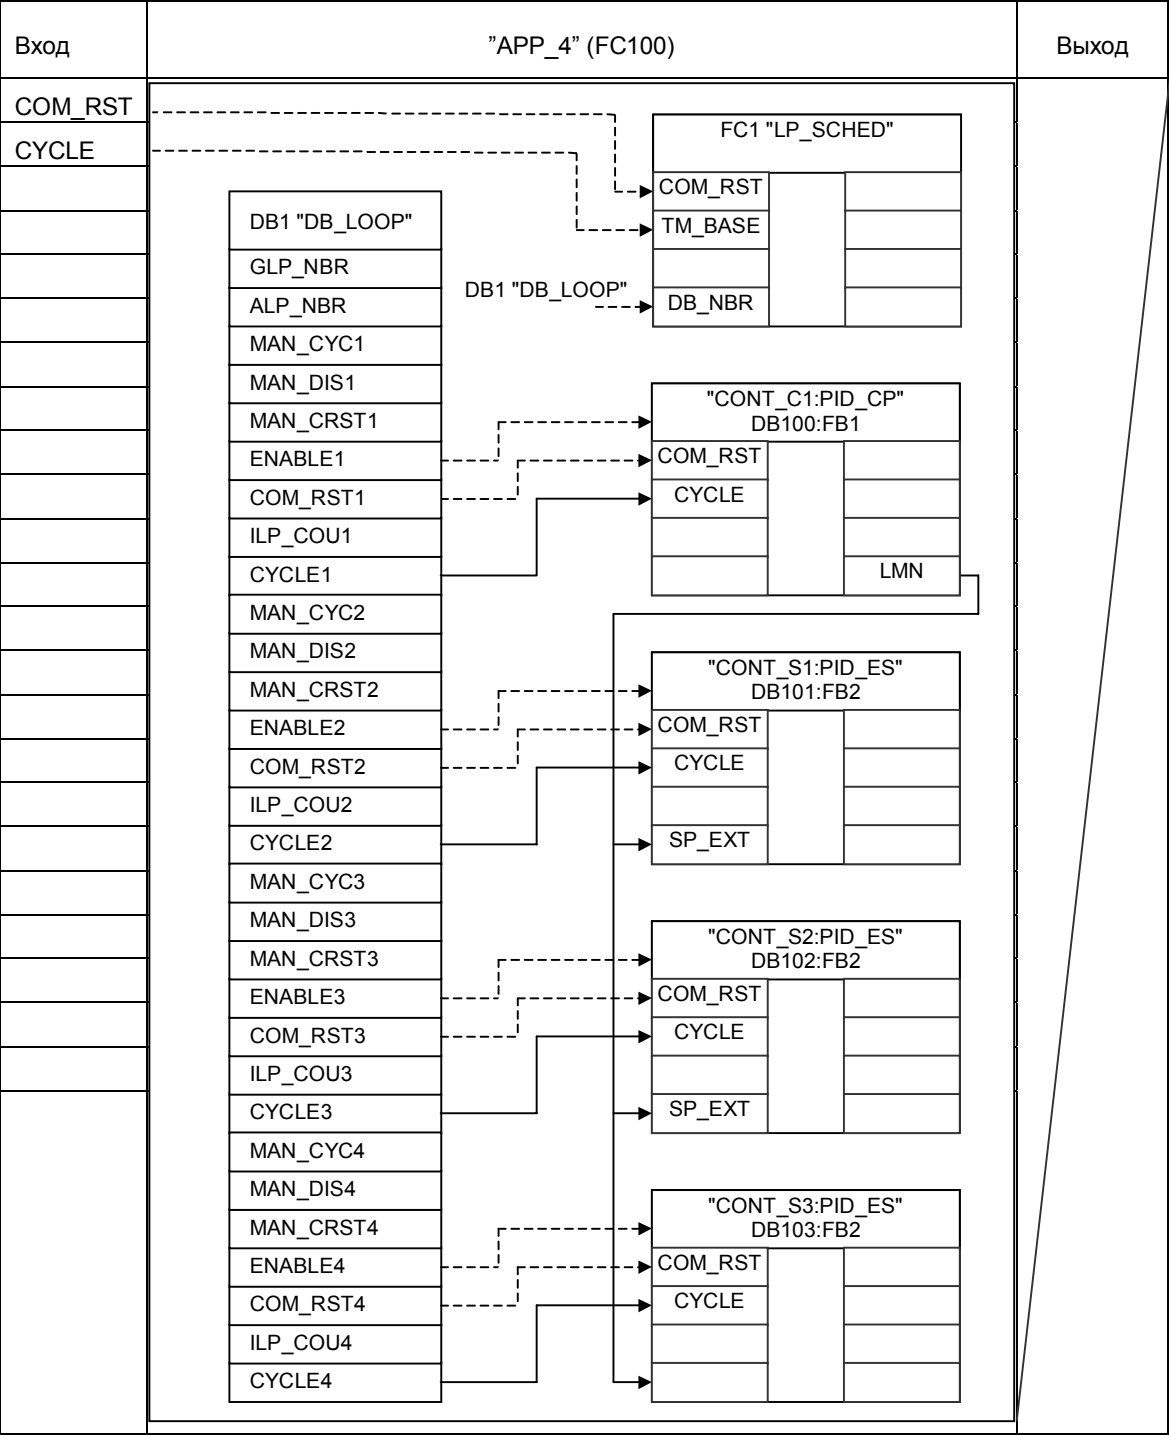 Вход
”APP_4” (FC100)
Выход
COM_RST
CYCLE
FC1 "LP_SCHED"
COM_RST
TM_BASE
DB1 "DB_LOOP"
DB_NBR
DB1 "DB_LOOP"
GLP_NBR
ALP_NBR
MAN_CYC1
MAN_DIS1
MAN_CRST1
ENABLE1
COM_RST1
ILP_COU1
CYCLE1
MAN_CYC2
MAN_DIS2
MAN_CRST2
ENABLE2
COM_RST2
ILP_COU2
CYCLE2
MAN_CYC3
MAN_DIS3
MAN_CRST3
ENABLE3
COM_RST3
ILP_COU3
CYCLE3
MAN_CYC4
MAN_DIS4
MAN_CRST4
ENABLE4
COM_RST4
ILP_COU4
CYCLE4
"CONT_C1:PID_CP"
DB100:FB1
COM_RST
CYCLE
LMN
"CONT_S1:PID_ES"
DB101:FB2
COM_RST
CYCLE
SP_EXT
"CONT_S2:PID_ES"
DB102:FB2
COM_RST
CYCLE
SP_EXT
"CONT_S3:PID_ES"
DB103:FB2
COM_RST
CYCLE